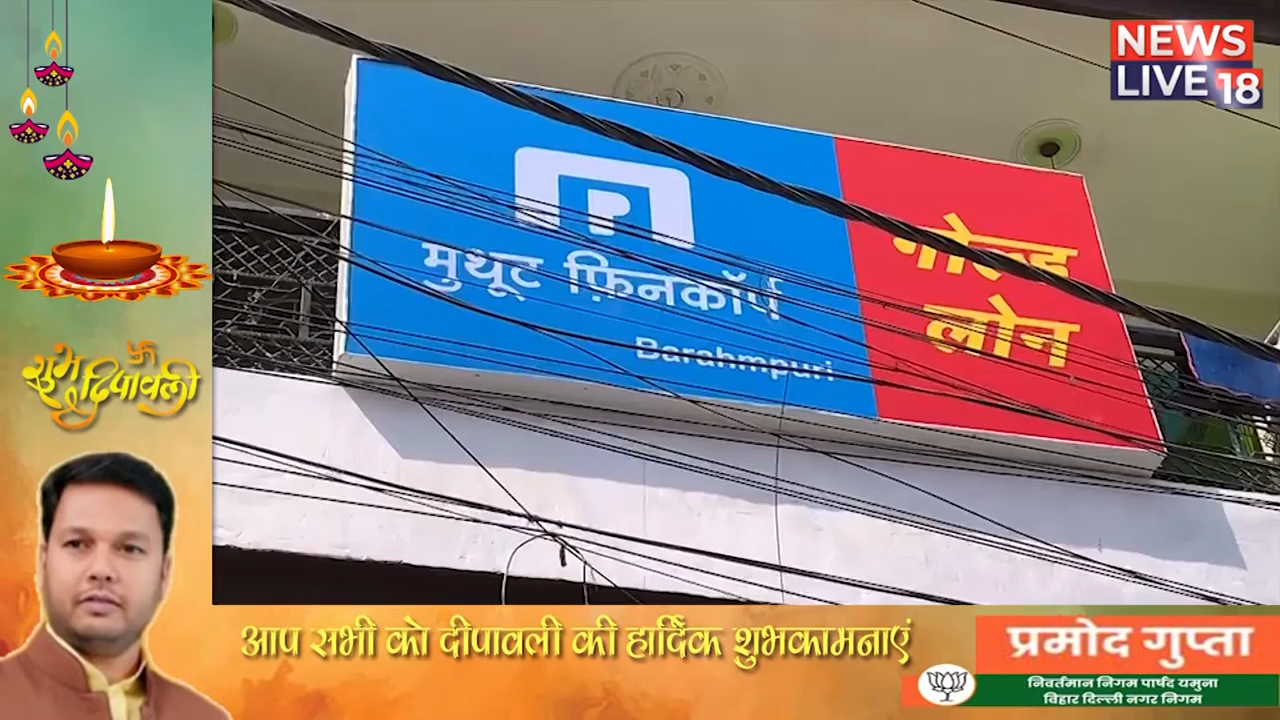 NEWS
LIVE 18
मुथूट फ़िनकॉर्प
Barahmpuri
गोल्ड
लोन
शुभ
दिपावली
आप सभी को दीपावली की हार्दिक शुभकामनाएं
प्रमोद गुप्ता
निवर्तमान निगम पार्षद यमुना
विहार दिल्ली नगर निगम